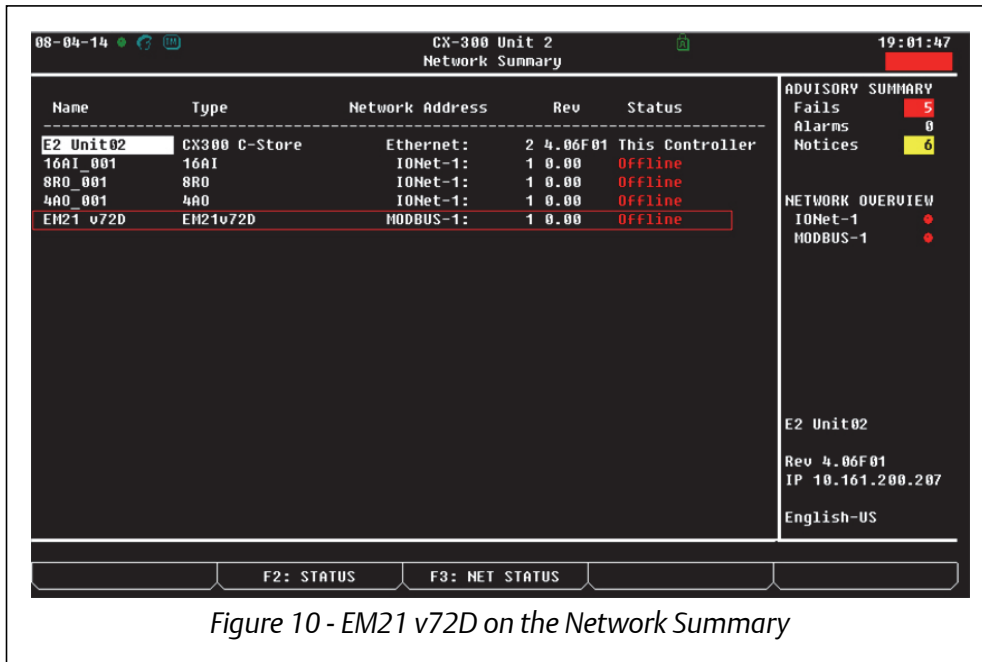 08-04-14 CX-300 Unit 2 19:01:47
Network Summary
Name Type Network Address Rev Status
E2 Unit02 CX300 C-Store Ethernet: 2 4.06F01 This Controller
16AI_001 16AI IONet-1: 1 0.00 Offline
8RO_001 8RO IONet-1: 1 0.00 Offline
4AO_001 4AO IONet-1: 1 0.00 Offline
EM21 v72D EM21v72D MODBUS-1: 1 0.00 Offline
ADVISORY SUMMARY
Fails 5
Alarms 0
Notices 6
NETWORK OVERVIEW
IONet-1
MODBUS-1
E2 Unit02
Rev 4.06F01
IP 10.161.200.207
English-US
F2: STATUS F3: NET STATUS
Figure 10 - EM21 v72D on the Network Summary